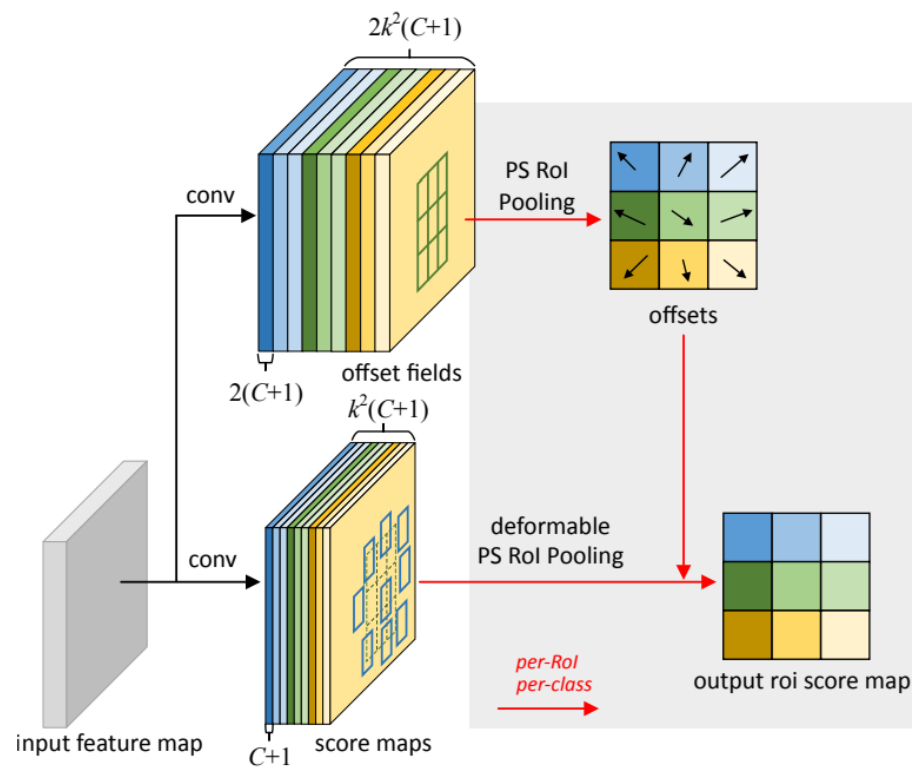 2k²(C+1)
conv
PS RoI
Pooling
offsets
2(C+1)
offset fields
k²(C+1)
conv
deformable
PS RoI Pooling
per-RoI
per-class
output roi score map
input feature map
C+1
score maps